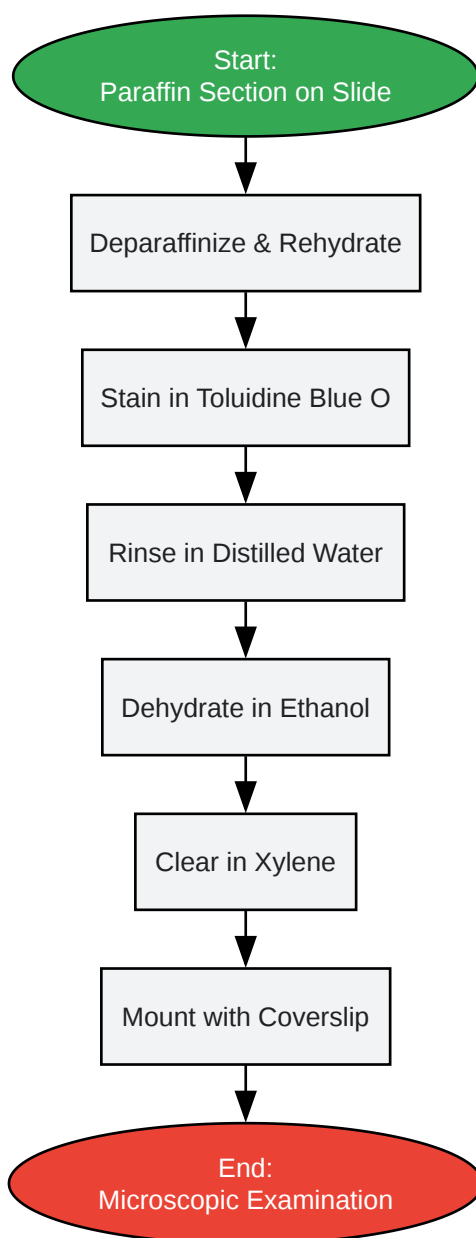 Start:
Paraffin Section on Slide
Deparaffinize & Rehydrate
Stain in Toluidine Blue O
Rinse in Distilled Water
Dehydrate in Ethanol
Clear in Xylene
Mount with Coverslip
End:
Microscopic Examination